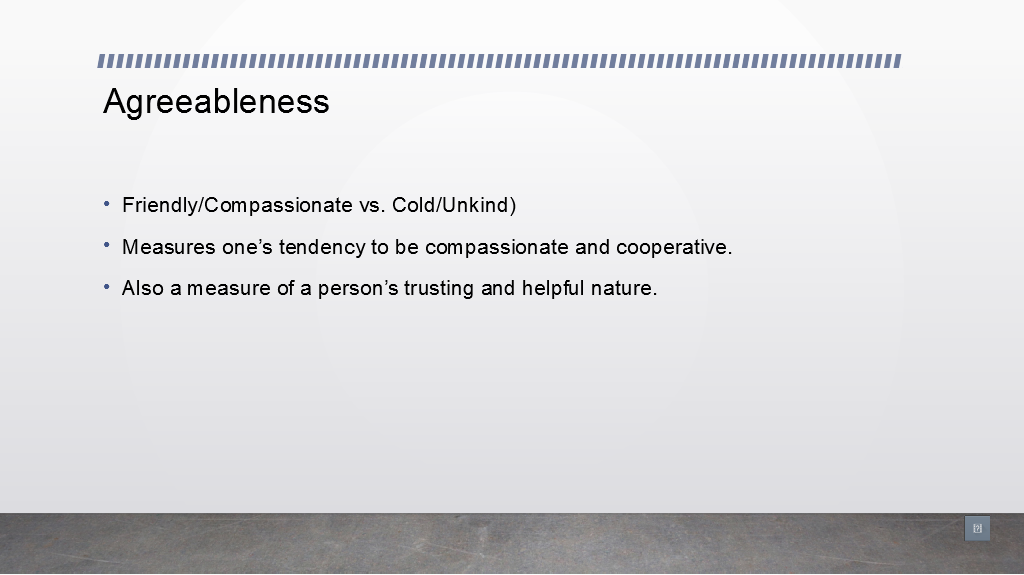 Agreeableness
• Friendly/Compassionate vs. Cold/Unkind)
• Measures one’s tendency to be compassionate and cooperative.
• Also a measure of a person’s trusting and helpful nature.